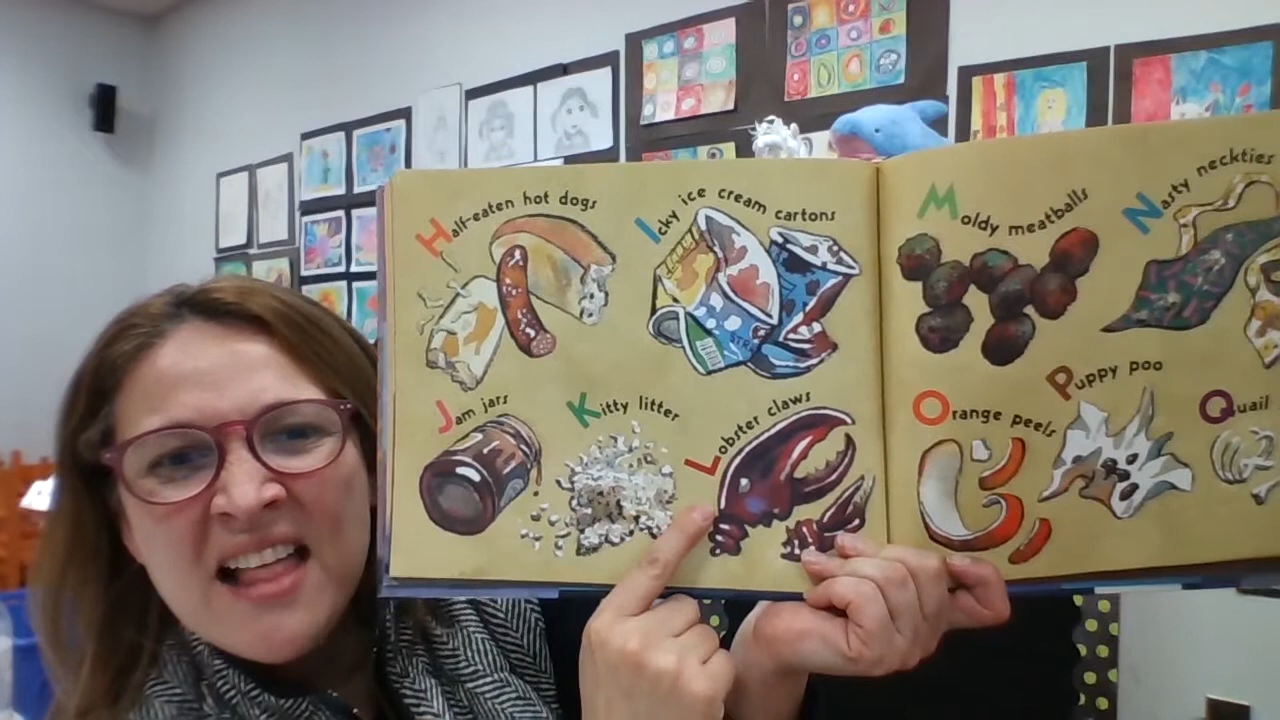 Half-eaten hot dogs
Icky ice cream cartons
Jam jars
Kitty litter
Lobster claws
Moldy meatballs
Nasty neckties
Orange peels
Puppy poo
Quail
STRA